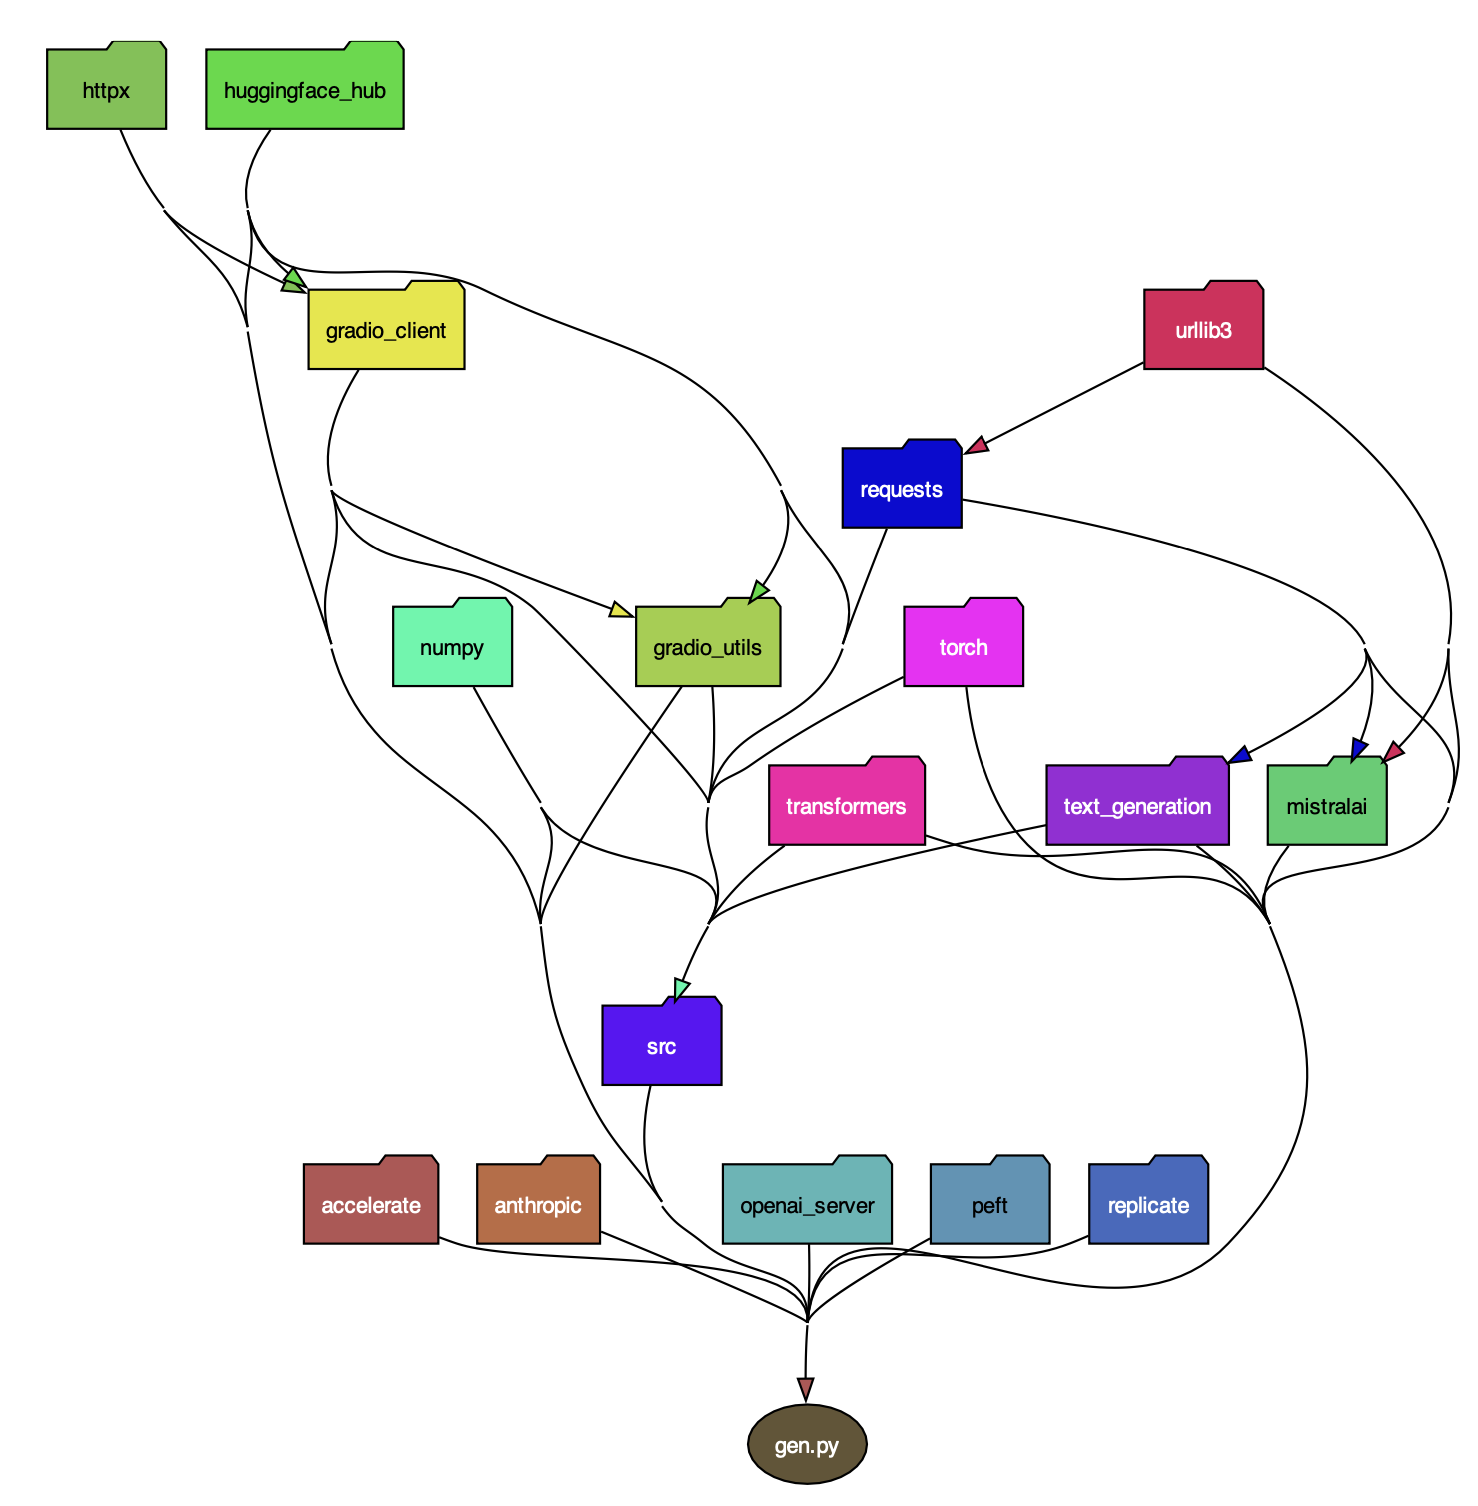 httpx
huggingface_hub
gradio_client
urllib3
requests
numpy
gradio_utils
torch
transformers
text_generation
mistralai
src
accelerate
anthropic
openai_server
peft
replicate
gen.py